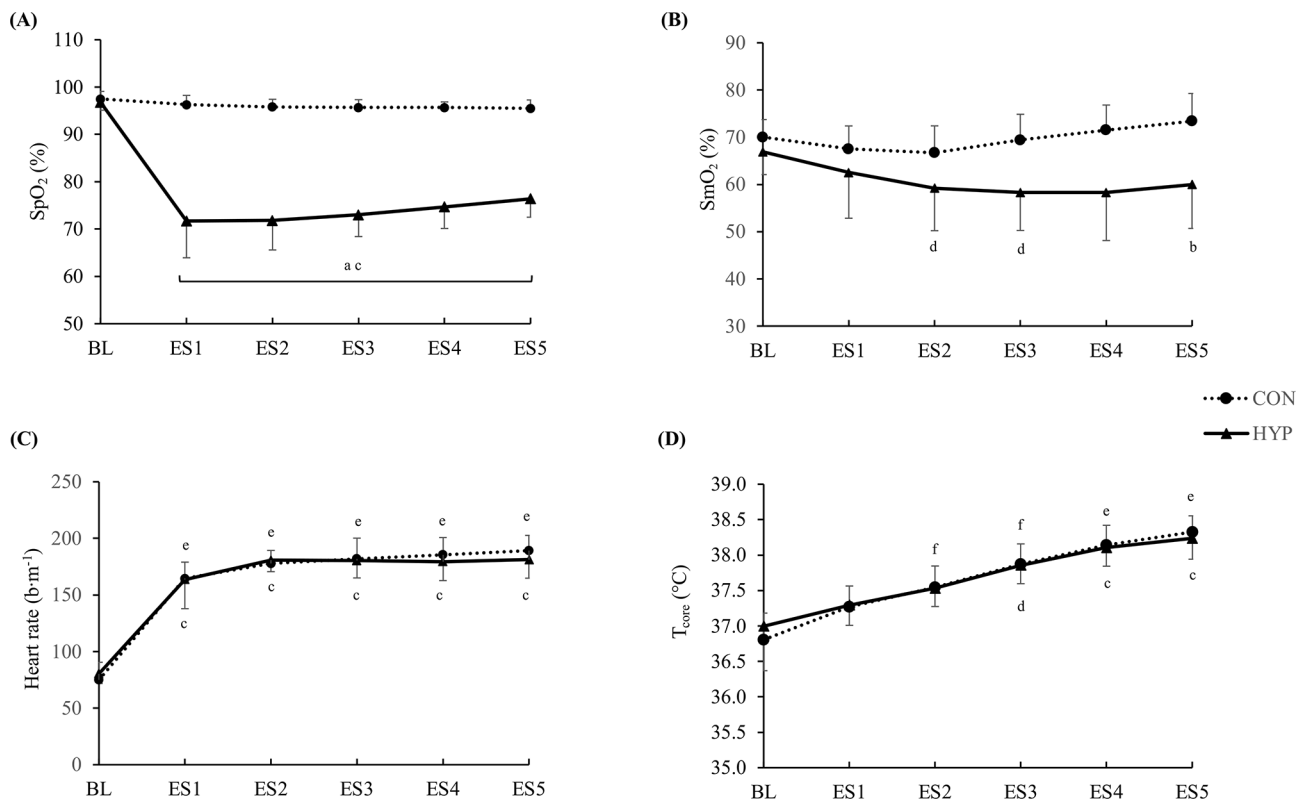 (A)
110
100
90
80
70
60
50
SpO₂ (%)
a c
BL ES1 ES2 ES3 ES4 ES5
(B)
90
80
70
60
50
40
30
SmO₂ (%)
d d b
BL ES1 ES2 ES3 ES4 ES5
CON
HYP
(C)
250
200
150
100
50
0
Heart rate (b·m⁻¹)
e e e e e
c c c c c
BL ES1 ES2 ES3 ES4 ES5
(D)
39.0
38.5
38.0
37.5
37.0
36.5
36.0
35.5
35.0
T_core (°C)
f f e e
d c c
BL ES1 ES2 ES3 ES4 ES5